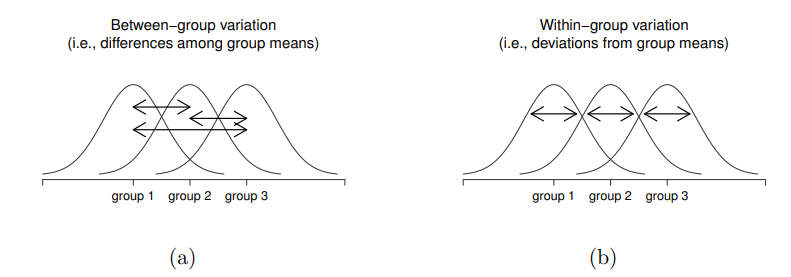 Between−group variation
(i.e., differences among group means)
Within−group variation
(i.e., deviations from group means)
group 1 group 2 group 3
group 1 group 2 group 3
(a)
(b)